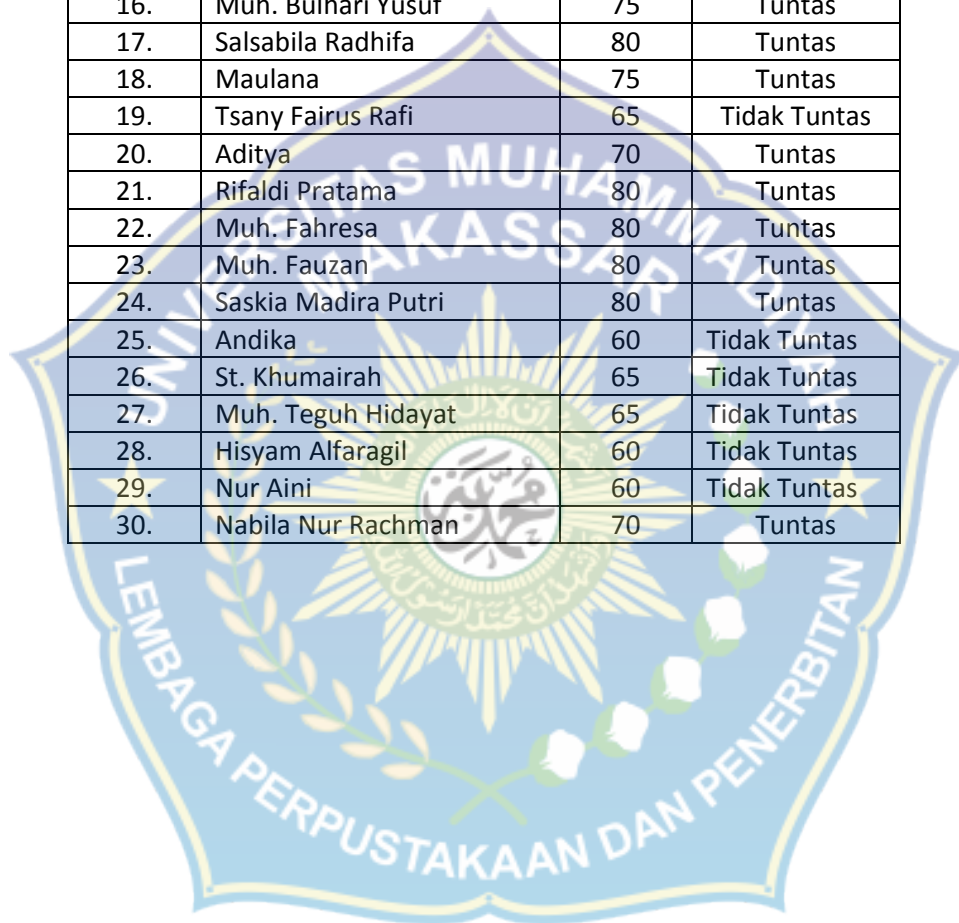 16. Muh. Bulhari Yusuf 75 Tuntas
17. Salsabila Radhifa 80 Tuntas
18. Maulana 75 Tuntas
19. Tsany Fairus Rafi 65 Tidak Tuntas
20. Aditya 70 Tuntas
21. Rifaldi Pratama 80 Tuntas
22. Muh. Fahresa 80 Tuntas
23. Muh. Fauzan 80 Tuntas
24. Saskia Madira Putri 80 Tuntas
25. Andika 60 Tidak Tuntas
26. St. Khumairah 65 Tidak Tuntas
27. Muh. Teguh Hidayat 65 Tidak Tuntas
28. Hisyam Alfaragil 60 Tidak Tuntas
29. Nur Aini 60 Tidak Tuntas
30. Nabila Nur Rachman 70 Tuntas
UNIVERSITAS MUHAMMADIYAH
MAKASSAR
LEMBAGA PERPUSTAKAAN DAN PENERBITAN